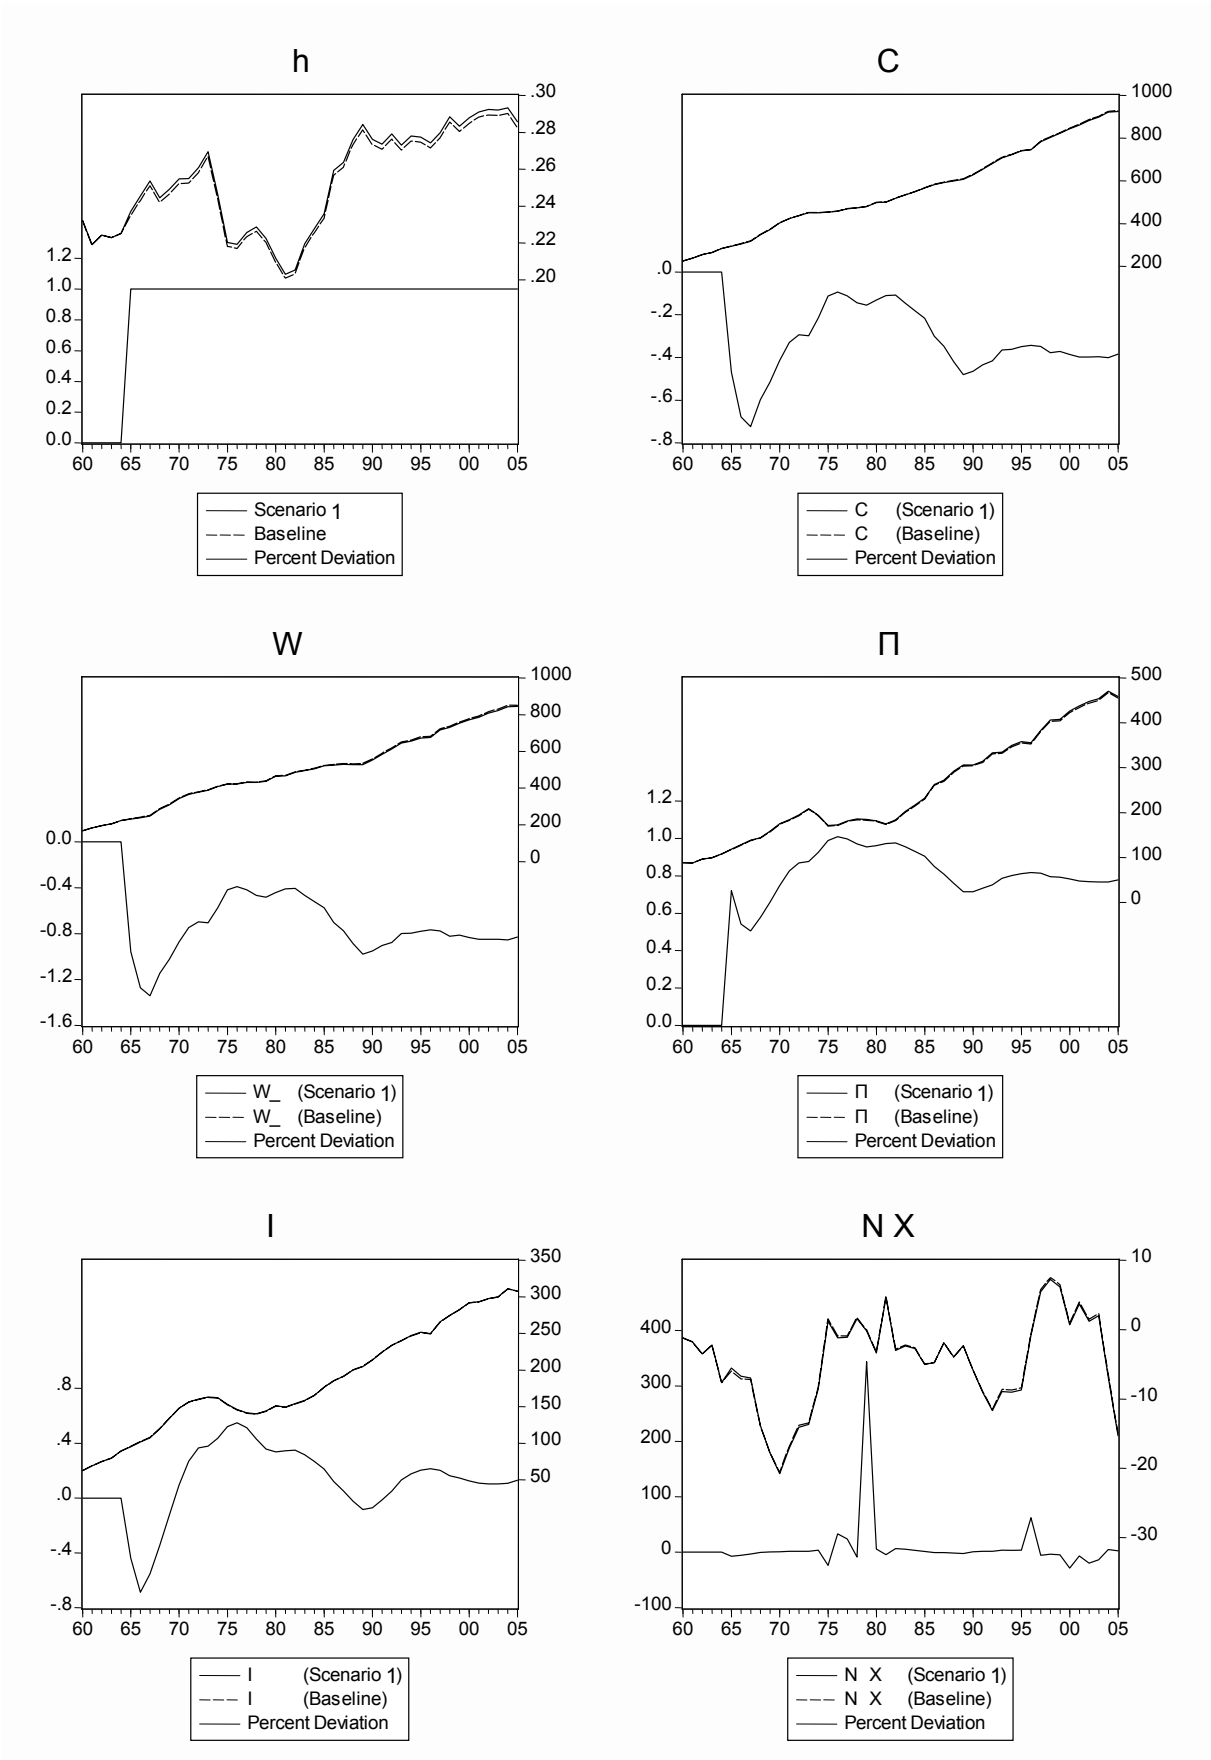 h
.30
.28
.26
.24
.22
.20
1.2
1.0
0.8
0.6
0.4
0.2
0.0
60 65 70 75 80 85 90 95 00 05
Scenario 1
Baseline
Percent Deviation
C
1000
800
600
400
200
.0
-.2
-.4
-.6
-.8
60 65 70 75 80 85 90 95 00 05
C (Scenario 1)
C (Baseline)
Percent Deviation
W
1000
800
600
400
200
0
0.0
-0.4
-0.8
-1.2
-1.6
60 65 70 75 80 85 90 95 00 05
W_ (Scenario 1)
W_ (Baseline)
Percent Deviation
Π
500
400
300
200
100
0
1.2
1.0
0.8
0.6
0.4
0.2
0.0
60 65 70 75 80 85 90 95 00 05
Π (Scenario 1)
Π (Baseline)
Percent Deviation
I
350
300
250
200
150
100
50
.8
.4
.0
-.4
-.8
60 65 70 75 80 85 90 95 00 05
I (Scenario 1)
I (Baseline)
Percent Deviation
N X
10
0
-10
-20
-30
400
300
200
100
0
-100
60 65 70 75 80 85 90 95 00 05
N X (Scenario 1)
N X (Baseline)
Percent Deviation